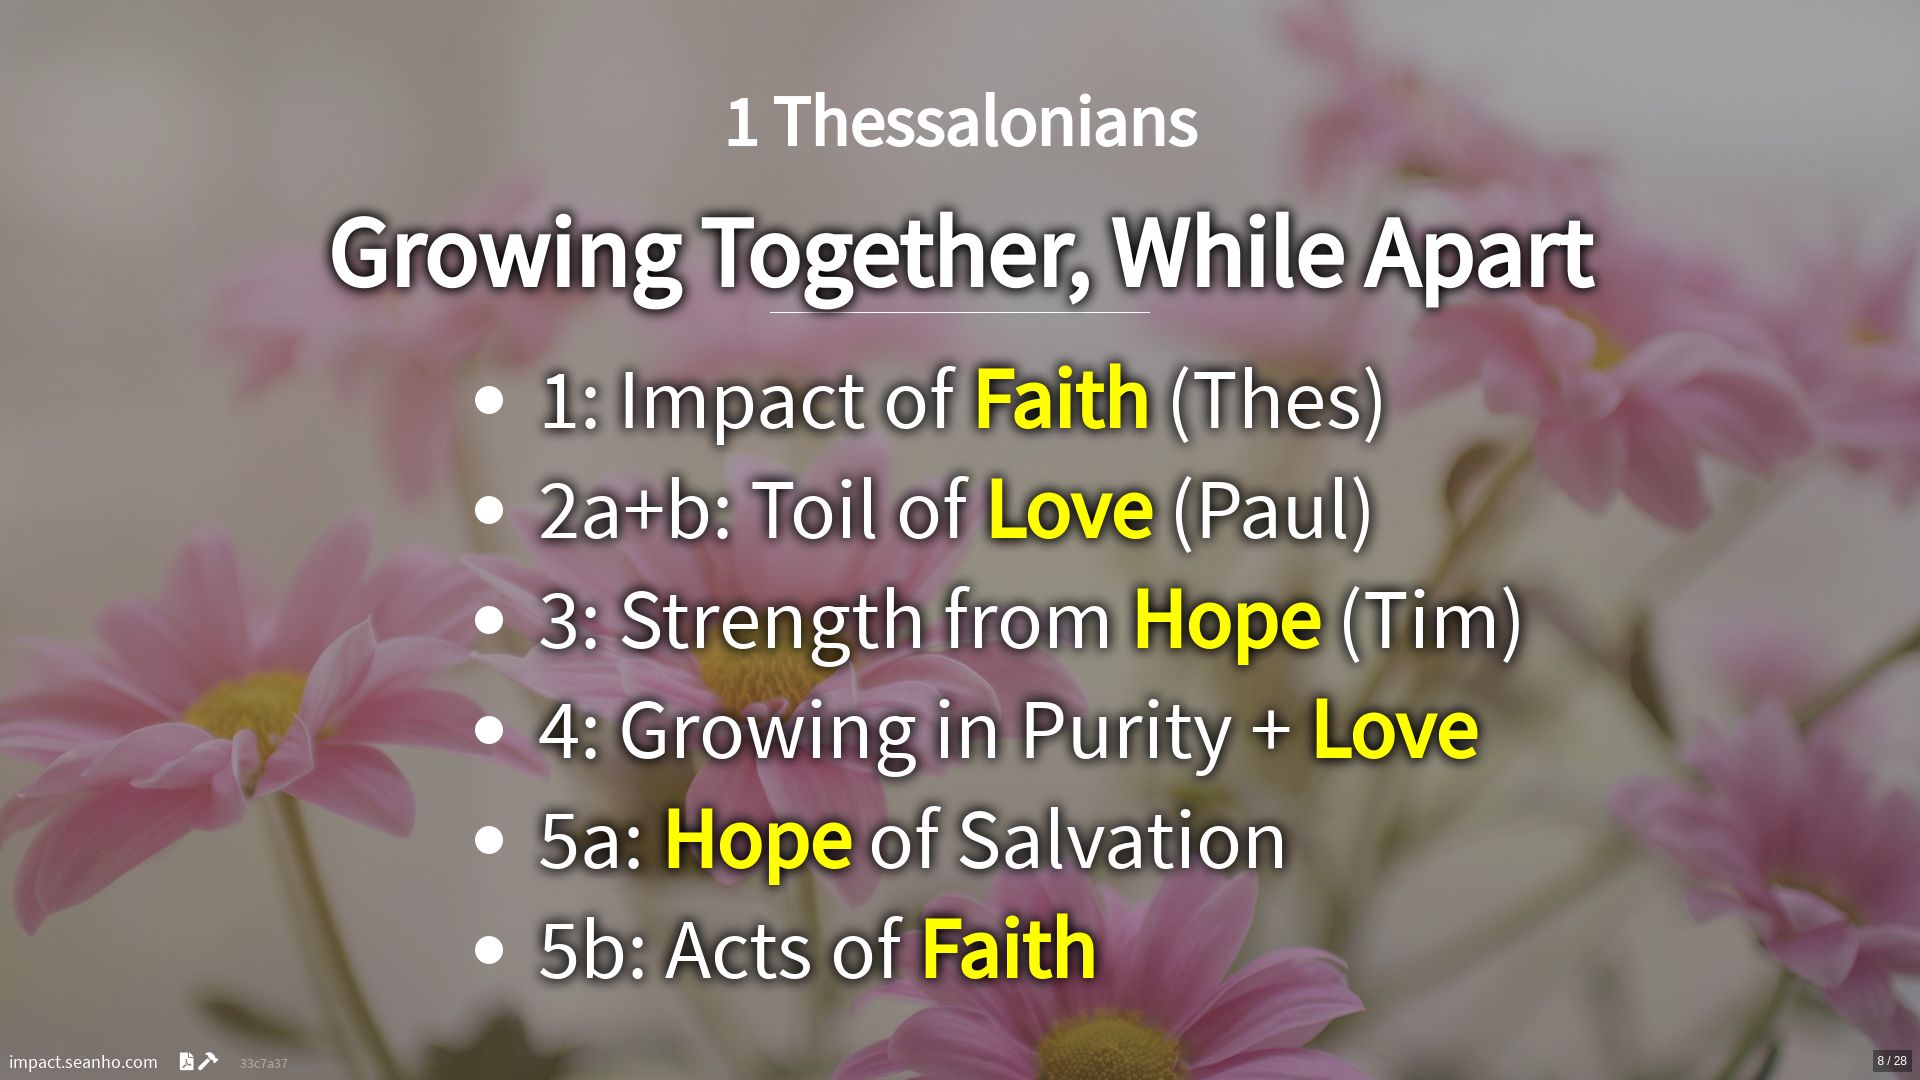 1 Thessalonians
Growing Together, While Apart
• 1: Impact of Faith (Thes)
• 2a+b: Toil of Love (Paul)
• 3: Strength from Hope (Tim)
• 4: Growing in Purity + Love
• 5a: Hope of Salvation
• 5b: Acts of Faith
impact.seanho.com 33c7a37
8 / 28